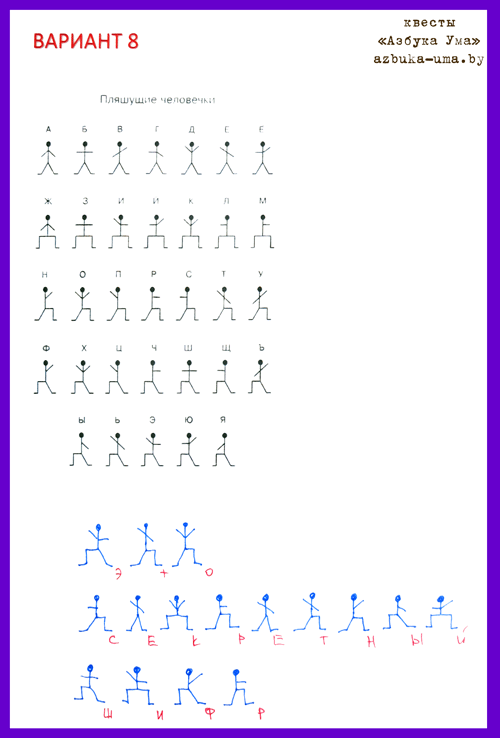 квесты
ВАРИАНТ 8
«Азбука Ума»
azbuka-uma.by
Пляшущие человечки
А Б В Г Д Е Ё
Ж З И Й К Л М
Н О П Р С Т У
Ф Х Ц Ч Ш Щ Ъ
Ы Ь Э Ю Я
Э т о
С Е К Р Е Т Н Ы Й
Ш И Ф Р